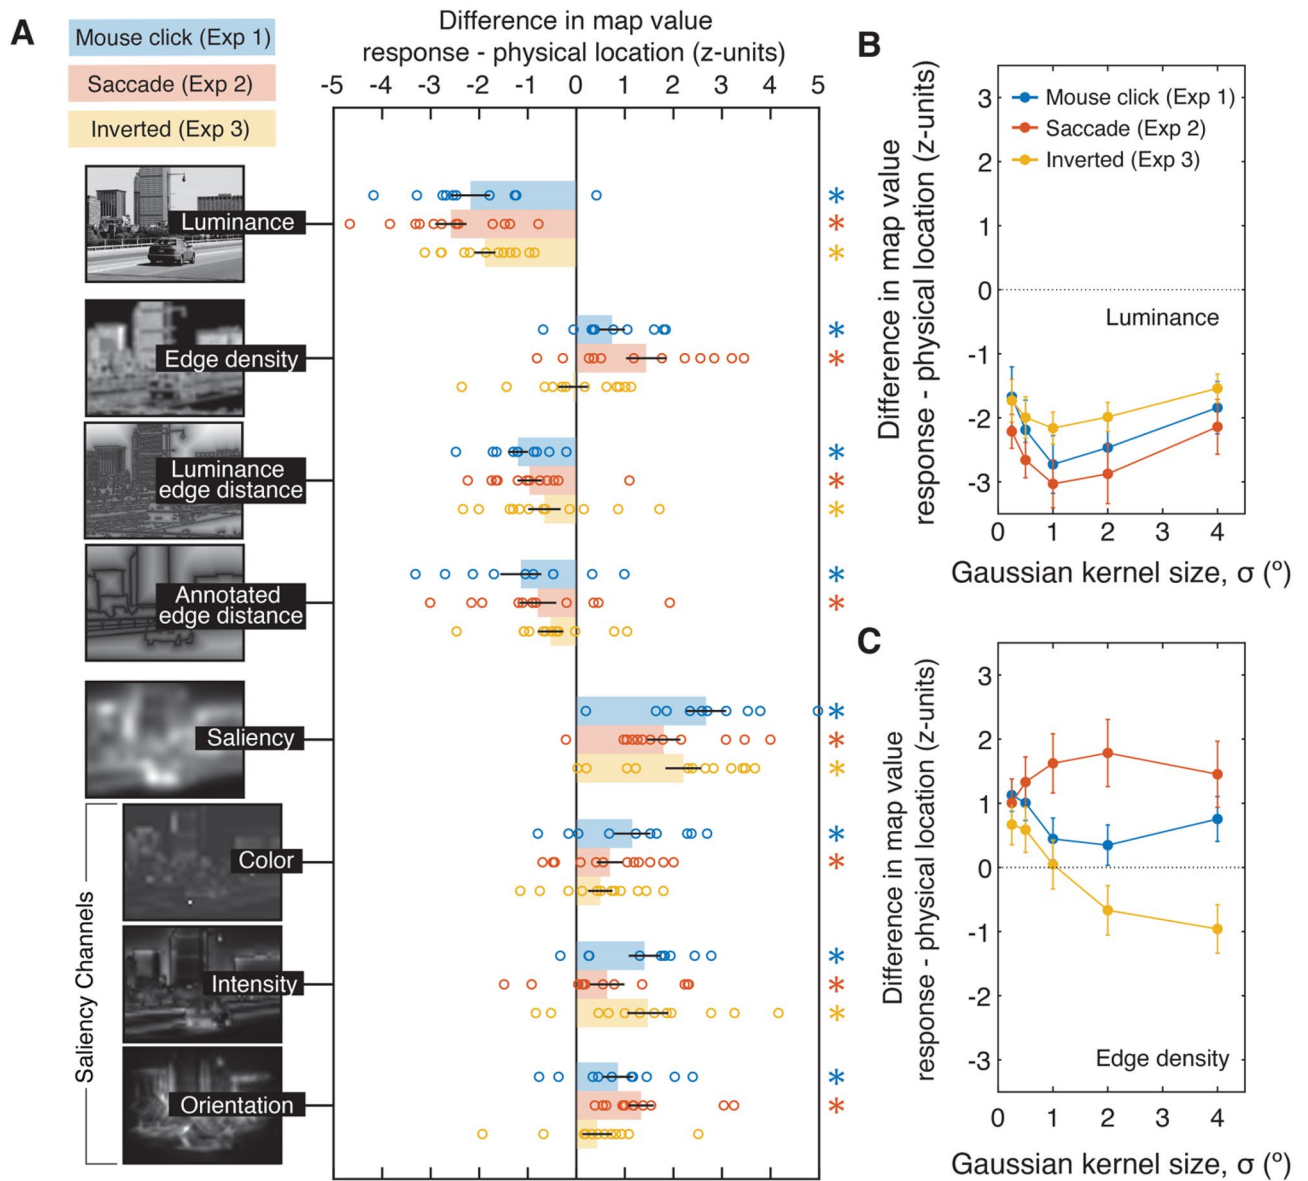 A
Mouse click (Exp 1)
Saccade (Exp 2)
Inverted (Exp 3)
Difference in map value
response - physical location (z-units)
-5 -4 -3 -2 -1 0 1 2 3 4 5
Luminance
*
*
*
Edge density
*
*
Luminance
edge distance
*
*
*
Annotated
edge distance
*
*
Saliency
*
*
*
Saliency Channels
Color
*
*
Intensity
*
*
*
Orientation
*
*
B
Difference in map value
response - physical location (z-units)
3
2
1
0
-1
-2
-3
Mouse click (Exp 1)
Saccade (Exp 2)
Inverted (Exp 3)
Luminance
0 1 2 3 4
Gaussian kernel size, σ (º)
C
Difference in map value
response - physical location (z-units)
3
2
1
0
-1
-2
-3
Edge density
0 1 2 3 4
Gaussian kernel size, σ (º)